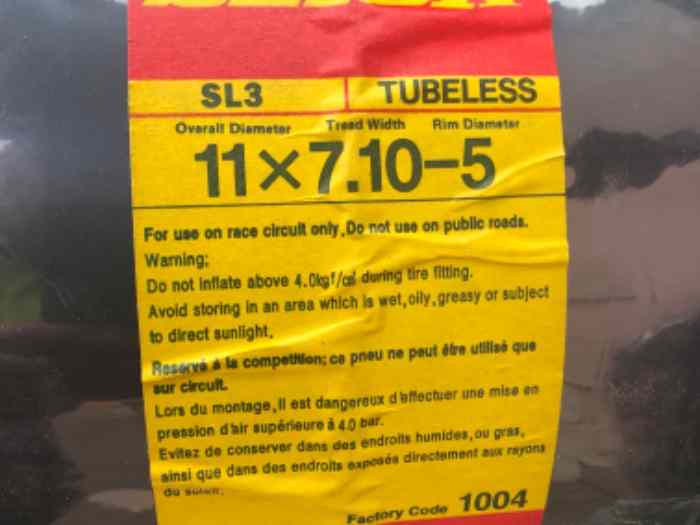 SL3 TUBELESS
Overall Diameter Tread Width Rim Diameter
11×7.10-5
For use on race circuit only, Do not use on public roads.
Warning;
Do not inflate above 4.0kgf/c㎡ during tire fitting.
Avoid storing in an area which is wet, oily, greasy or subject
to direct sunlight.
Reservé à la competition; ce pneu ne peut être utilisé que
sur circuit.
Lors du montage, Il est dangereux d'effectuer une mise en
pression d'air supérieure à 4.0 bar.
Evitez de conserver dans des endroits humides, ou gras,
ainsi que dans des endroits exposés directement aux rayons
du soleil.
Factory Code 1004